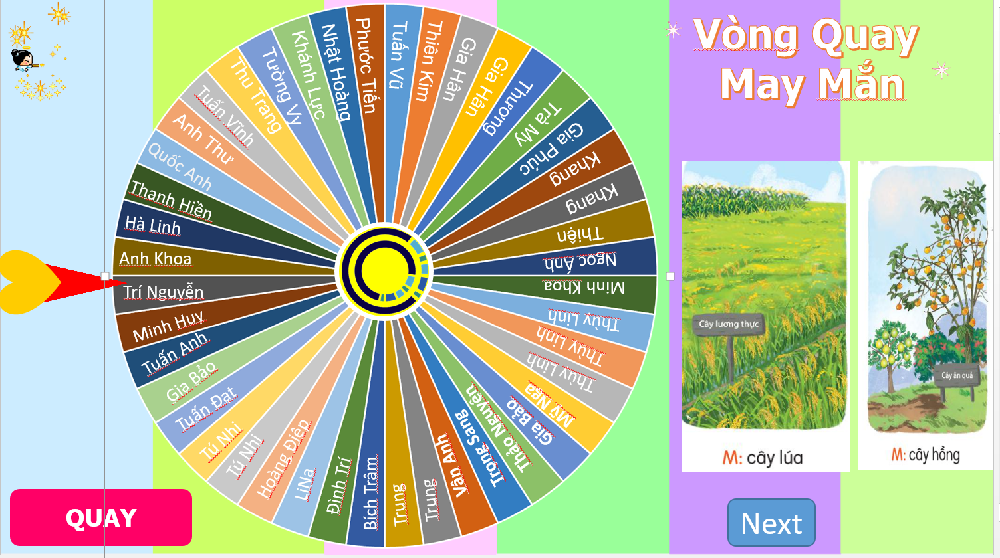 Vòng Quay
May Mắn
Tuấn Vũ
Thiên Kim
Gia Hân
Gia Hân
Thương
Trà My
Gia Phúc
Khang
Khang
Thiện
Ngọc Ánh
Minh Khoa
Thùy Linh
Thùy Linh
Thùy Linh
Mỹ Nga
Gia Bảo
Thảo Nguyên
Trọng Sang
Vân Anh
Trung
Trung
Bích Trâm
Đình Trí
LiNa
Hoàng Điệp
Tú Nhi
Tú Nhi
Tuấn Đạt
Gia Bảo
Tuấn Anh
Minh Huy
Trí Nguyễn
Anh Khoa
Hà Linh
Thanh Hiền
Quốc Anh
Anh Thư
Tuấn Vĩnh
Thu Trang
Tường Vy
Khánh Lực
Nhật Hoàng
Phước Tiến
Cây lương thực
M: cây lúa
Cây ăn quả
M: cây hồng
QUAY
Next